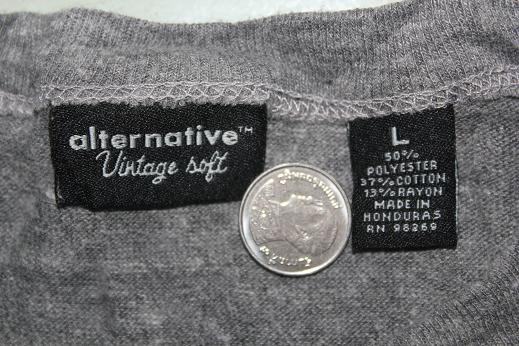 alternative™
Vintage soft
L
50%
POLYESTER
37% COTTON
13% RAYON
MADE IN
HONDURAS
RN 98269